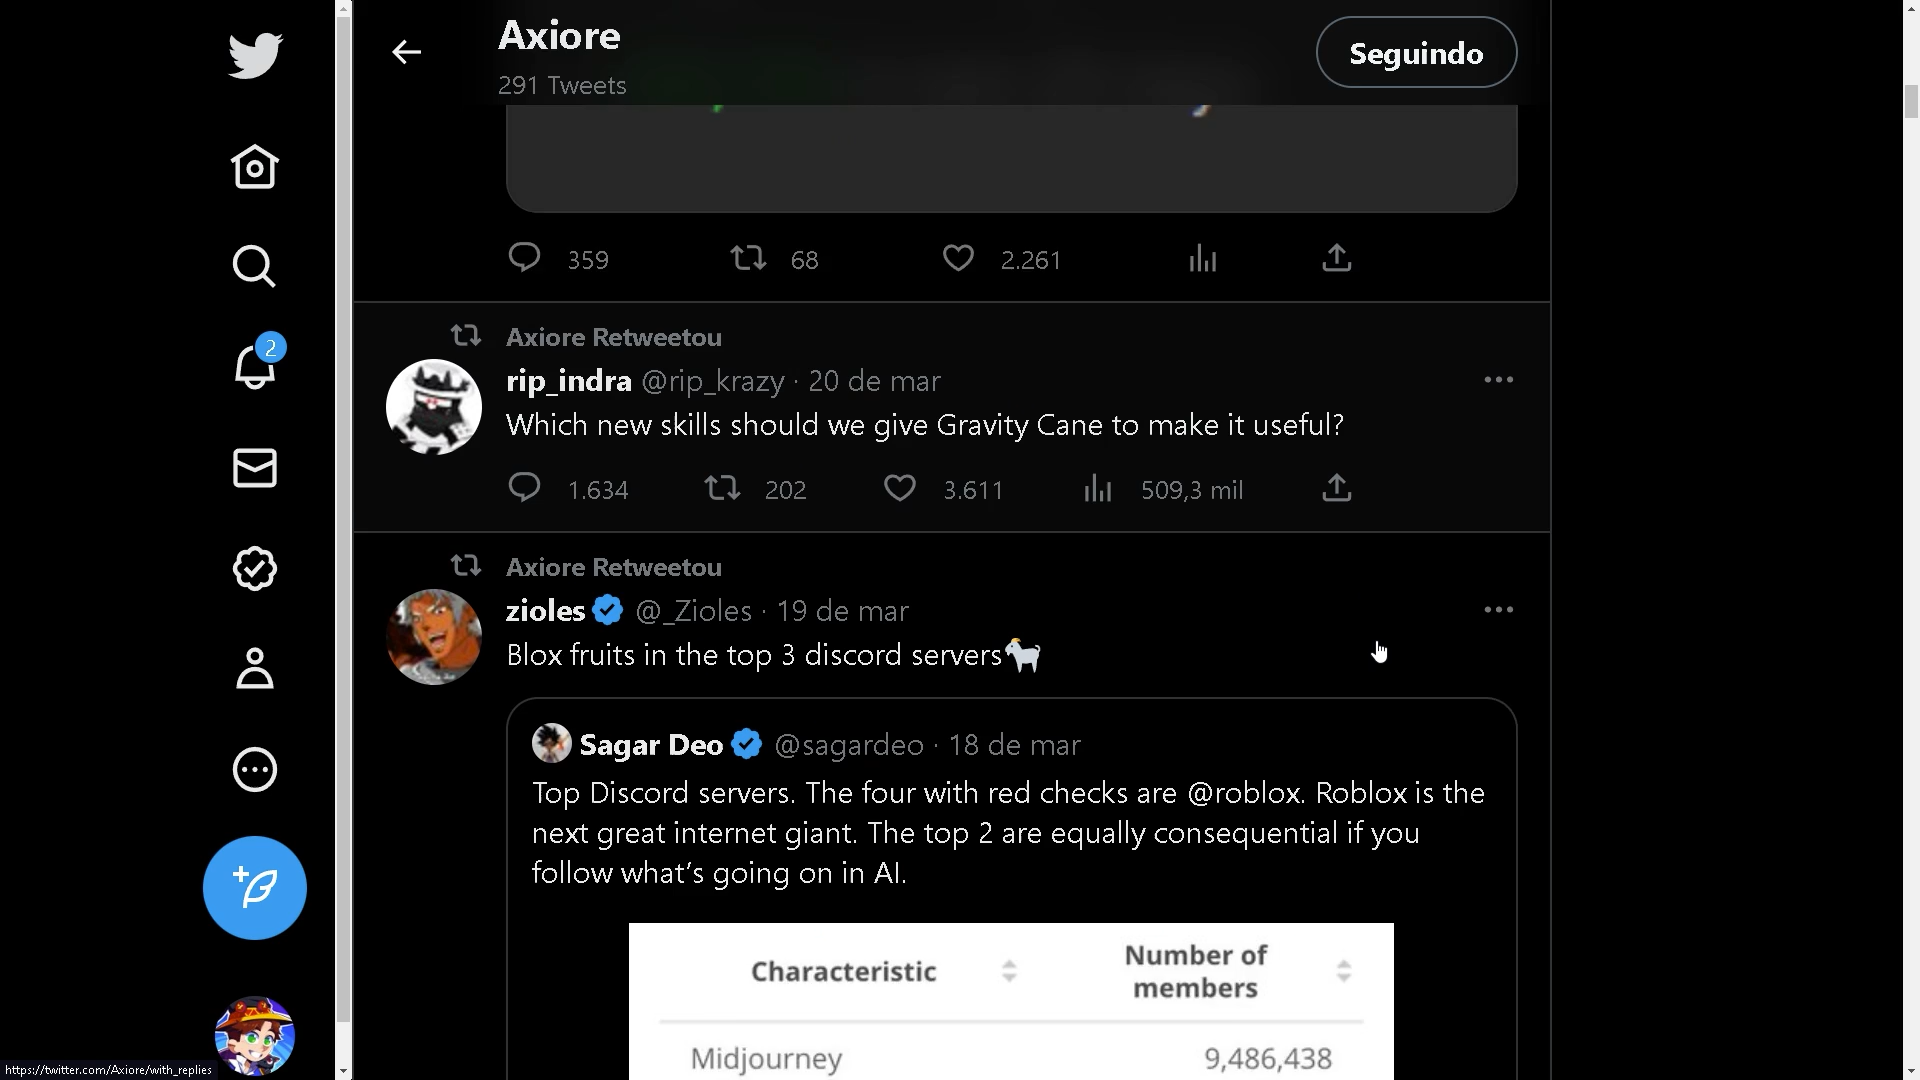 Axiore
291 Tweets
Seguindo
359 68 2.261
Axiore Retweetou
rip_indra @rip_krazy · 20 de mar
Which new skills should we give Gravity Cane to make it useful?
1.634 202 3.611 509,3 mil
Axiore Retweetou
zioles @_Zioles · 19 de mar
Blox fruits in the top 3 discord servers🐐
Sagar Deo @sagardeo · 18 de mar
Top Discord servers. The four with red checks are @roblox. Roblox is the
next great internet giant. The top 2 are equally consequential if you
follow what’s going on in AI.
Characteristic Number of
members
Midjourney 9,486,438
2
https://twitter.com/Axiore/with_replies